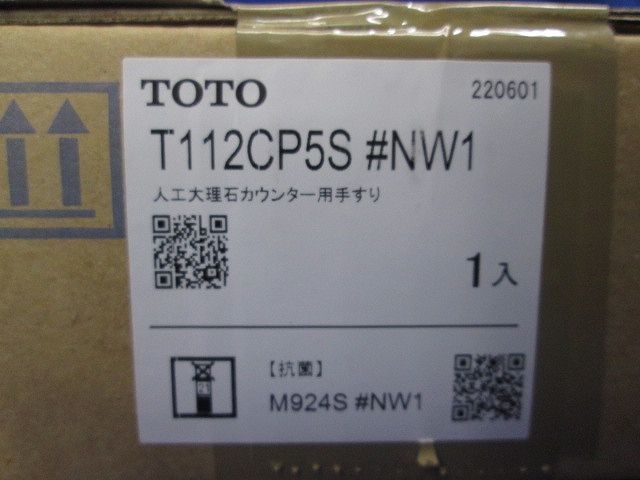 TOTO
220601
T112CP5S #NW1
人工大理石カウンター用手すり
1入
【抗菌】
M924S #NW1